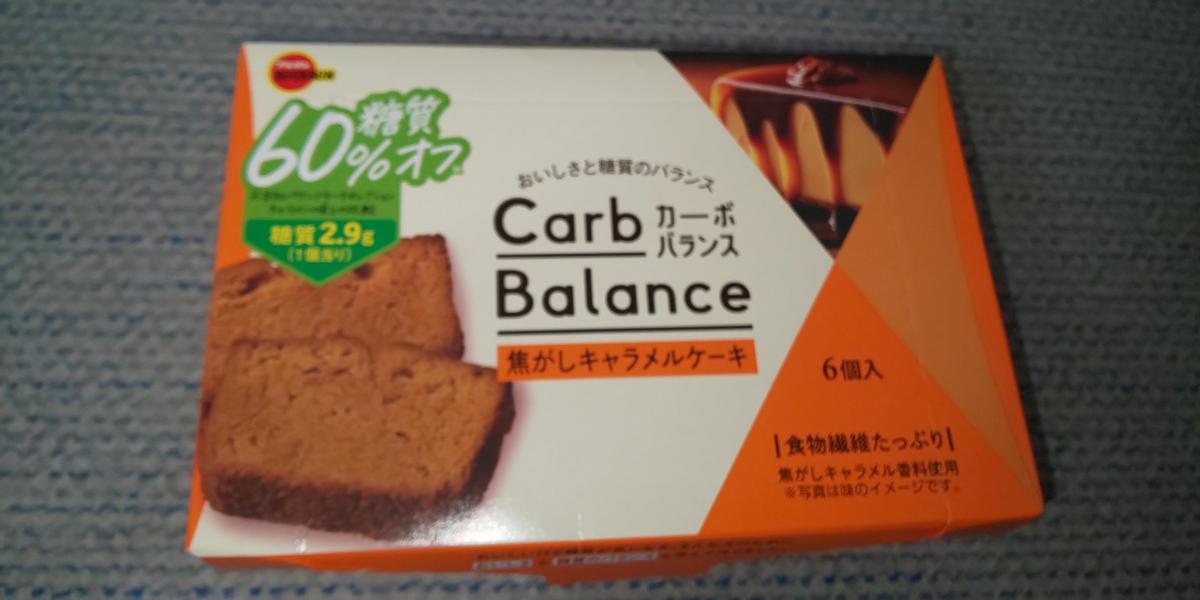 糖質
60%オフ
糖質2.9g
(1個当り)
おいしさと糖質のバランス
Carb
カーボ
バランス
Balance
焦がしキャラメルケーキ
6個入
食物繊維たっぷり
焦がしキャラメル香料使用
※写真は味のイメージです。